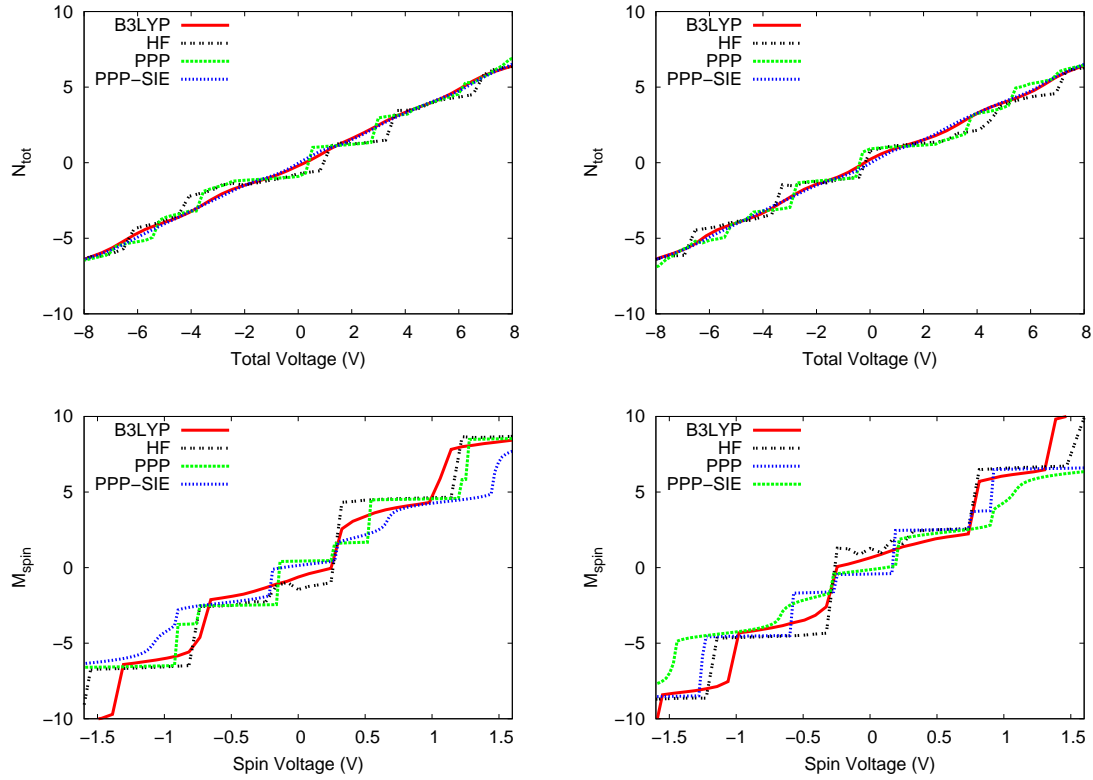 B3LYP
HF
PPP
PPP−SIE
10
5
0
−5
−10
N_tot
−8 −6 −4 −2 0 2 4 6 8
Total Voltage (V)
B3LYP
HF
PPP
PPP−SIE
10
5
0
−5
−10
N_tot
−8 −6 −4 −2 0 2 4 6 8
Total Voltage (V)
B3LYP
HF
PPP
PPP−SIE
10
5
0
−5
−10
M_spin
−1.5 −1 −0.5 0 0.5 1 1.5
Spin Voltage (V)
B3LYP
HF
PPP
PPP−SIE
10
5
0
−5
−10
M_spin
−1.5 −1 −0.5 0 0.5 1 1.5
Spin Voltage (V)